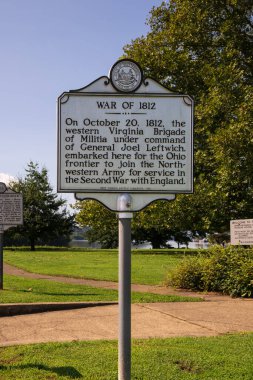 WAR OF 1812
On October 20, 1812, the
western Virginia Brigade
of Militia under command
of General Joel Leftwich,
embarked here for the Ohio
frontier to join the North-
western Army for service in
the Second War with England.